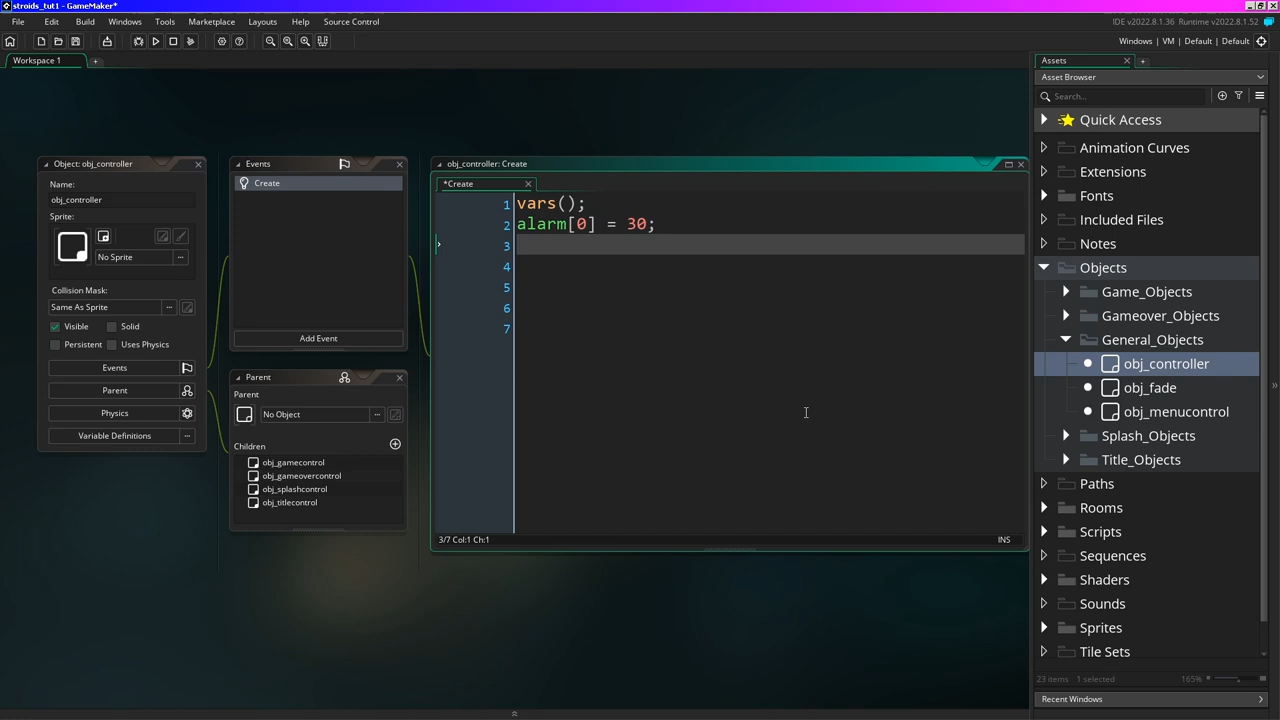 stroids_tut1 - GameMaker*
File Edit Build Windows Tools Marketplace Layouts Help Source Control
IDE v2022.8.1.36 Runtime v2022.8.1.52
Windows | VM | Default | Default
Workspace 1
Object: obj_controller
Name:
obj_controller
Sprite:
No Sprite
Collision Mask:
Same As Sprite
Visible Solid
Persistent Uses Physics
Events
Parent
Physics
Variable Definitions
Events
Create
Add Event
Parent
Parent
No Object
Children
obj_gamecontrol
obj_gameovercontrol
obj_splashcontrol
obj_titlecontrol
obj_controller: Create
*Create
1 vars();
2 alarm[0] = 30;
3
4
5
6
7
3/7 Col:1 Ch:1 INS
Assets
Asset Browser
Search...
Quick Access
Animation Curves
Extensions
Fonts
Included Files
Notes
Objects
Game_Objects
Gameover_Objects
General_Objects
obj_controller
obj_fade
obj_menucontrol
Splash_Objects
Title_Objects
Paths
Rooms
Scripts
Sequences
Shaders
Sounds
Sprites
Tile Sets
23 items 1 selected 165%
Recent Windows